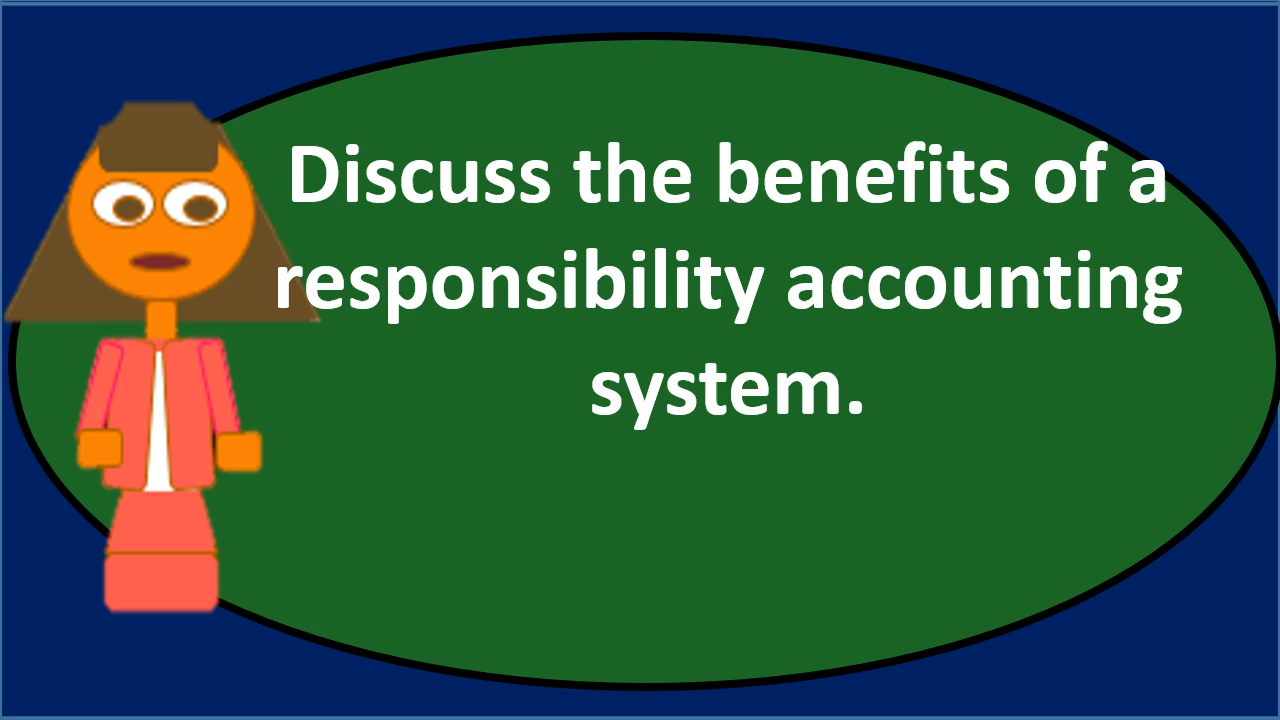 Discuss the benefits of a
responsibility accounting
system.